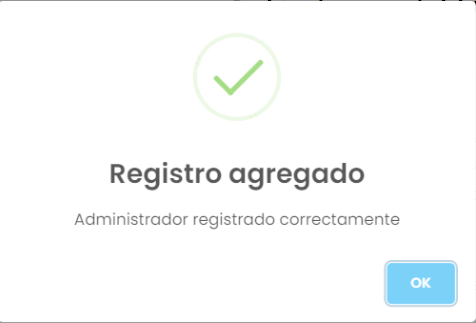 Registro agregado
Administrador registrado correctamente
OK